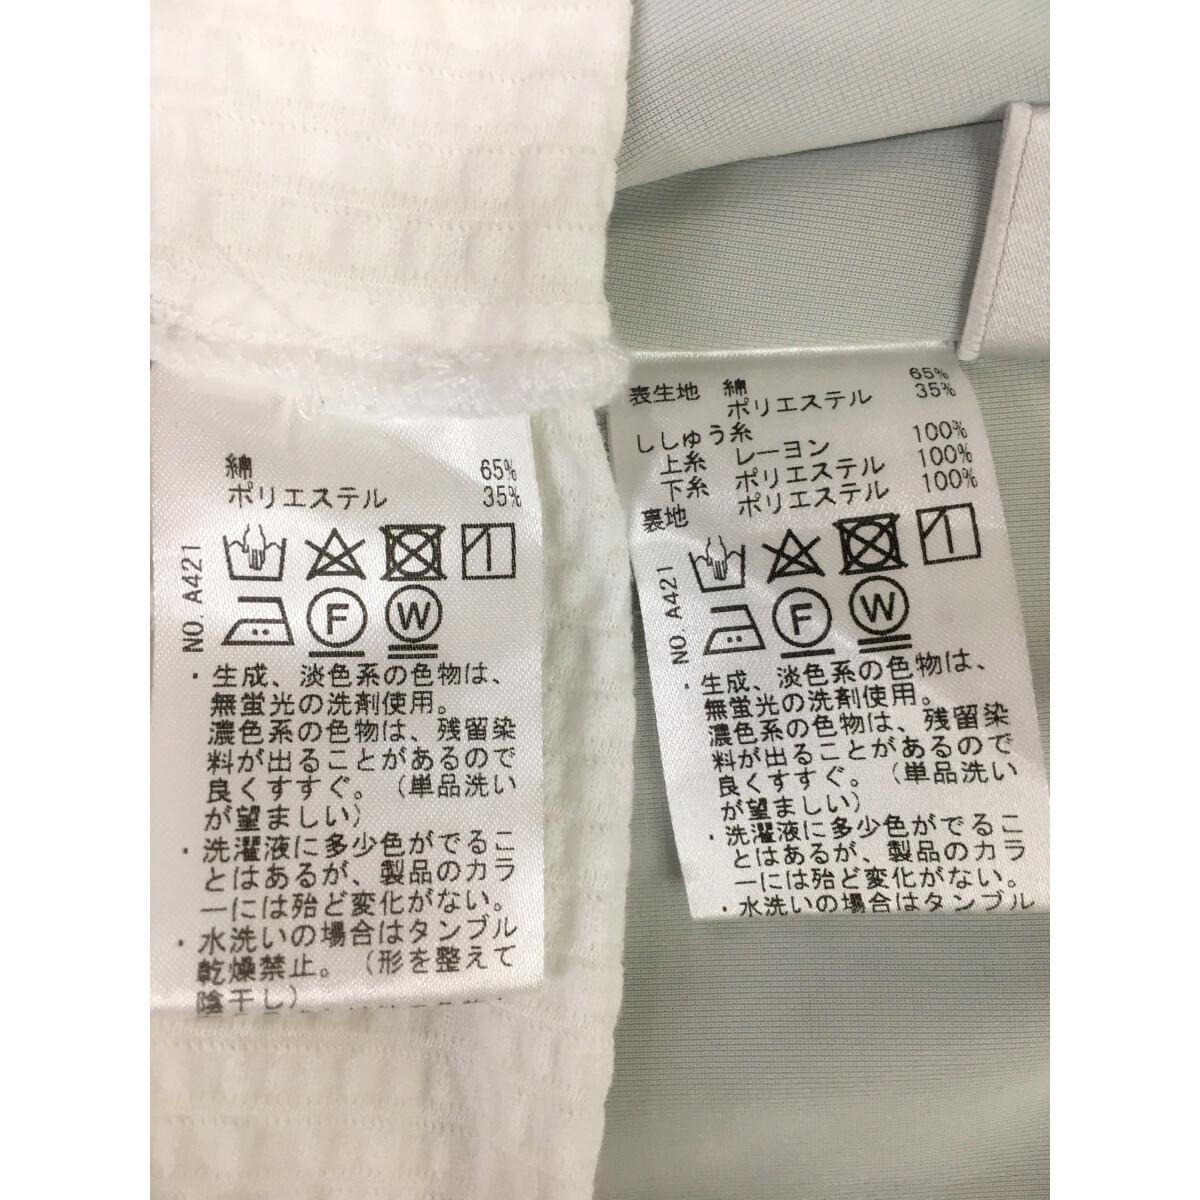 綿 65%
ポリエステル 35%
NO. A421
F W
・生成、淡色系の色物は、
無蛍光の洗剤使用。
濃色系の色物は、残留染
料が出ることがあるので
良くすすぐ。（単品洗い
が望ましい）
・洗濯液に多少色がでるこ
とはあるが、製品のカラ
ーには殆ど変化がない。
・水洗いの場合はタンブル
乾燥禁止。（形を整えて
陰干し）
表生地 綿 65%
ポリエステル 35%
ししゅう糸
上糸 レーヨン 100%
下糸 ポリエステル 100%
裏地 ポリエステル 100%
NO A421
F W
・生成、淡色系の色物は、
無蛍光の洗剤使用。
濃色系の色物は、残留染
料が出ることがあるので
良くすすぐ。（単品洗い
が望ましい）
・洗濯液に多少色がでるこ
とはあるが、製品のカラ
ーには殆ど変化がない。
・水洗いの場合はタンブル